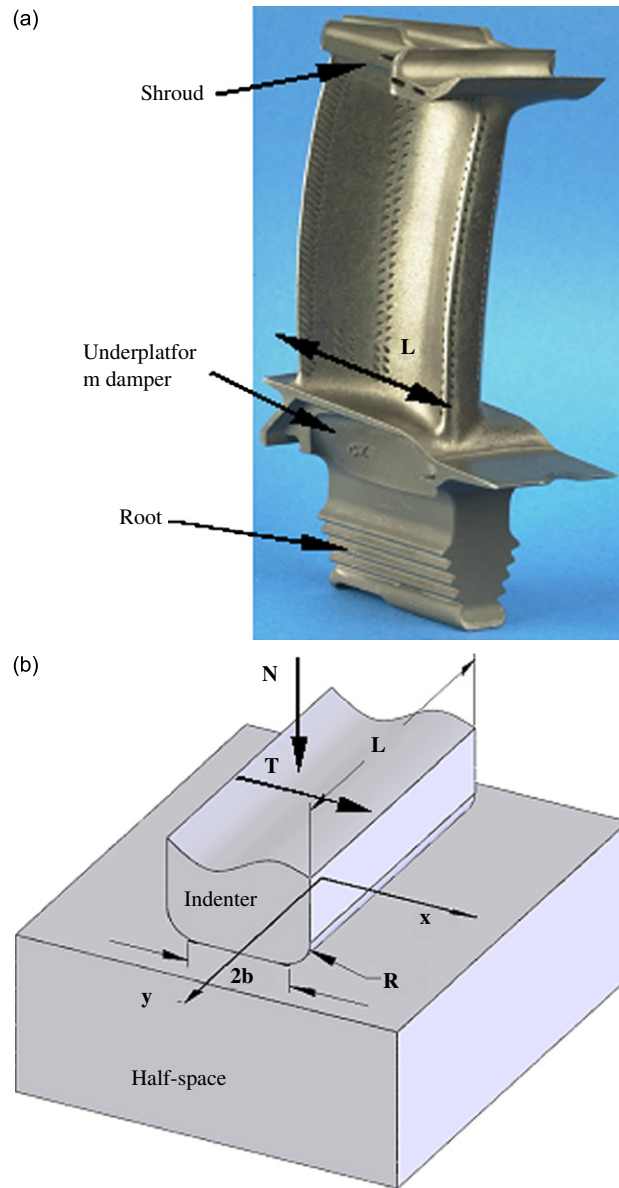 (a)
Shroud
L
Underplatfor
m damper
Root
(b)
N
L
T
Indenter
x
2b
R
y
Half-space